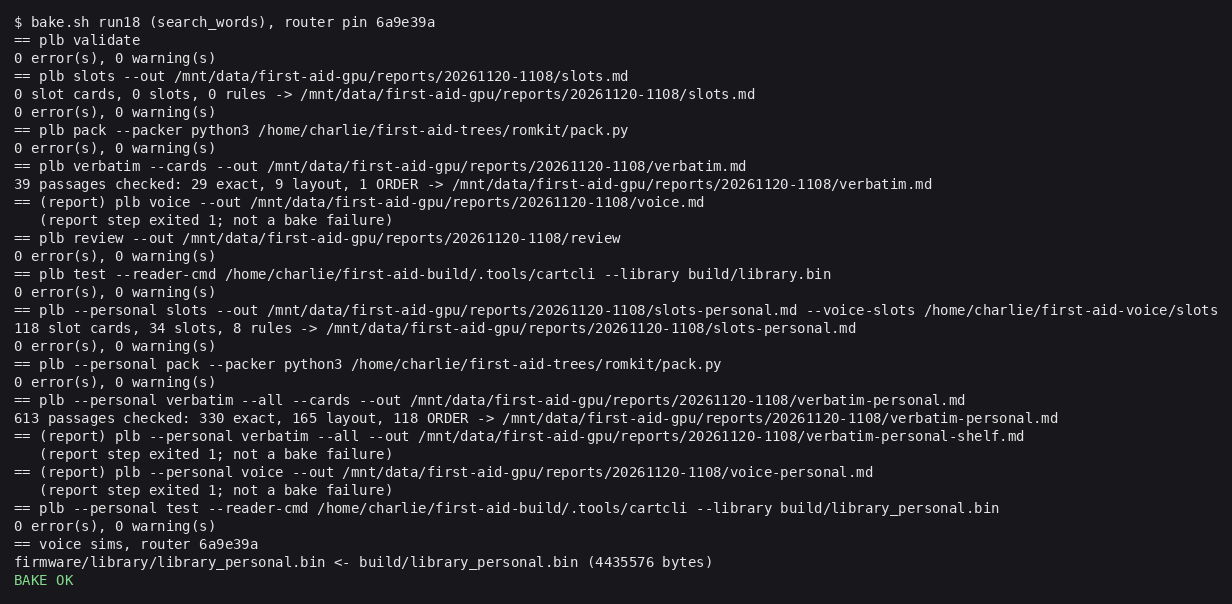 $ bake.sh run18 (search_words), router pin 6a9e39a
== plb validate
0 error(s), 0 warning(s)
== plb slots --out /mnt/data/first-aid-gpu/reports/20261120-1108/slots.md
0 slot cards, 0 slots, 0 rules -> /mnt/data/first-aid-gpu/reports/20261120-1108/slots.md
0 error(s), 0 warning(s)
== plb pack --packer python3 /home/charlie/first-aid-trees/romkit/pack.py
0 error(s), 0 warning(s)
== plb verbatim --cards --out /mnt/data/first-aid-gpu/reports/20261120-1108/verbatim.md
39 passages checked: 29 exact, 9 layout, 1 ORDER -> /mnt/data/first-aid-gpu/reports/20261120-1108/verbatim.md
== (report) plb voice --out /mnt/data/first-aid-gpu/reports/20261120-1108/voice.md
   (report step exited 1; not a bake failure)
== plb review --out /mnt/data/first-aid-gpu/reports/20261120-1108/review
0 error(s), 0 warning(s)
== plb test --reader-cmd /home/charlie/first-aid-build/.tools/cartcli --library build/library.bin
0 error(s), 0 warning(s)
== plb --personal slots --out /mnt/data/first-aid-gpu/reports/20261120-1108/slots-personal.md --voice-slots /home/charlie/first-aid-voice/slots
118 slot cards, 34 slots, 8 rules -> /mnt/data/first-aid-gpu/reports/20261120-1108/slots-personal.md
0 error(s), 0 warning(s)
== plb --personal pack --packer python3 /home/charlie/first-aid-trees/romkit/pack.py
0 error(s), 0 warning(s)
== plb --personal verbatim --all --cards --out /mnt/data/first-aid-gpu/reports/20261120-1108/verbatim-personal.md
613 passages checked: 330 exact, 165 layout, 118 ORDER -> /mnt/data/first-aid-gpu/reports/20261120-1108/verbatim-personal.md
== (report) plb --personal verbatim --all --out /mnt/data/first-aid-gpu/reports/20261120-1108/verbatim-personal-shelf.md
   (report step exited 1; not a bake failure)
== (report) plb --personal voice --out /mnt/data/first-aid-gpu/reports/20261120-1108/voice-personal.md
   (report step exited 1; not a bake failure)
== plb --personal test --reader-cmd /home/charlie/first-aid-build/.tools/cartcli --library build/library_personal.bin
0 error(s), 0 warning(s)
== voice sims, router 6a9e39a
firmware/library/library_personal.bin <- build/library_personal.bin (4435576 bytes)
BAKE OK